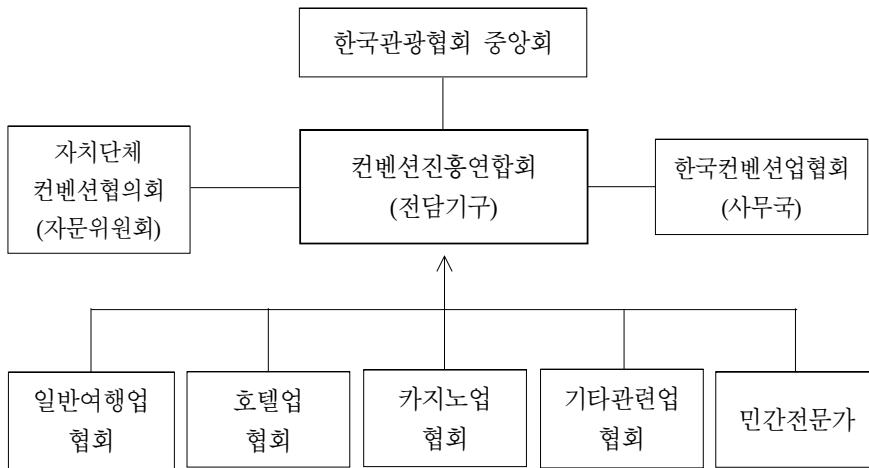 한국관광협회 중앙회
자치단체
컨벤션협의회
(자문위원회)
컨벤션진흥연합회
(전담기구)
한국컨벤션업협회
(사무국)
일반여행업
협회
호텔업
협회
카지노업
협회
기타관련업
협회
민간전문가